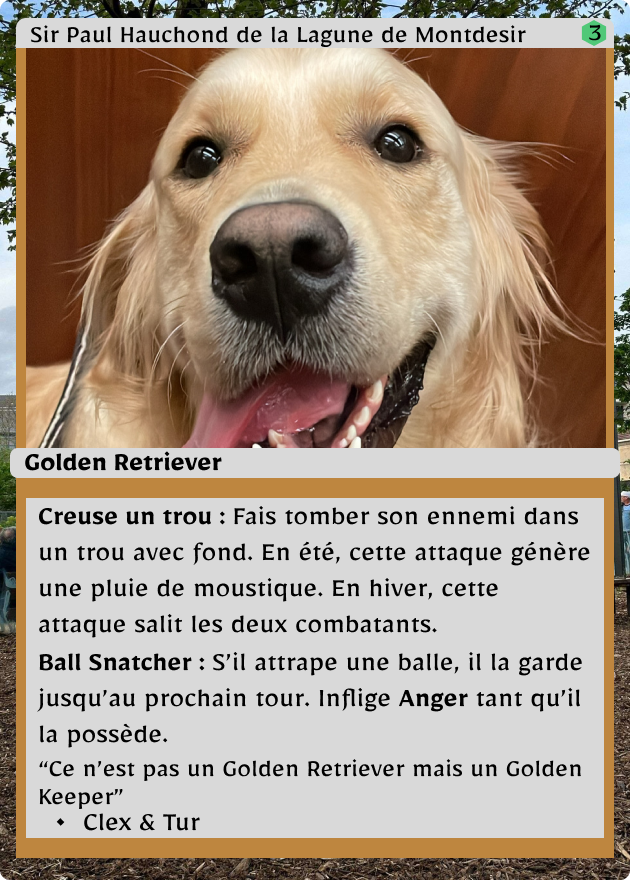 Sir Paul Hauchond de la Lagune de Montdesir 3
Golden Retriever
Creuse un trou : Fais tomber son ennemi dans
un trou avec fond. En été, cette attaque génère
une pluie de moustique. En hiver, cette
attaque salit les deux combatants.
Ball Snatcher : S'il attrape une balle, il la garde
jusqu'au prochain tour. Inflige Anger tant qu'il
la possède.
“Ce n'est pas un Golden Retriever mais un Golden
Keeper”
• Clex & Tur